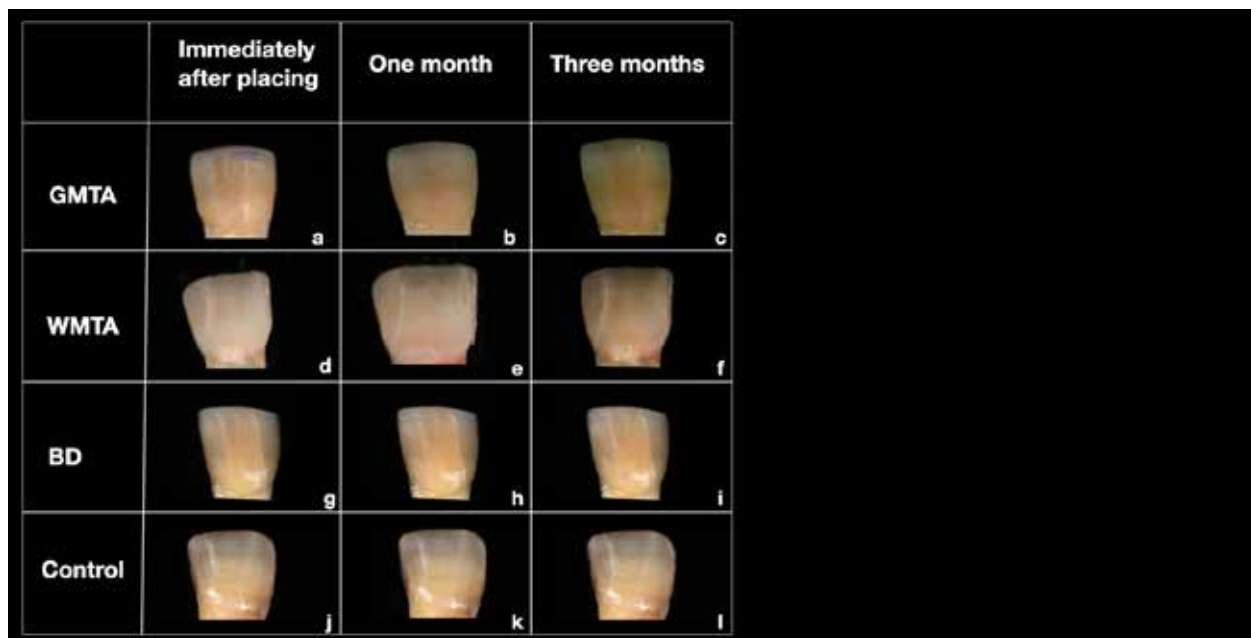 Immediately
after placing
One month
Three months
GMTA
a
b
c
WMTA
d
e
f
BD
g
h
i
Control
j
k
l